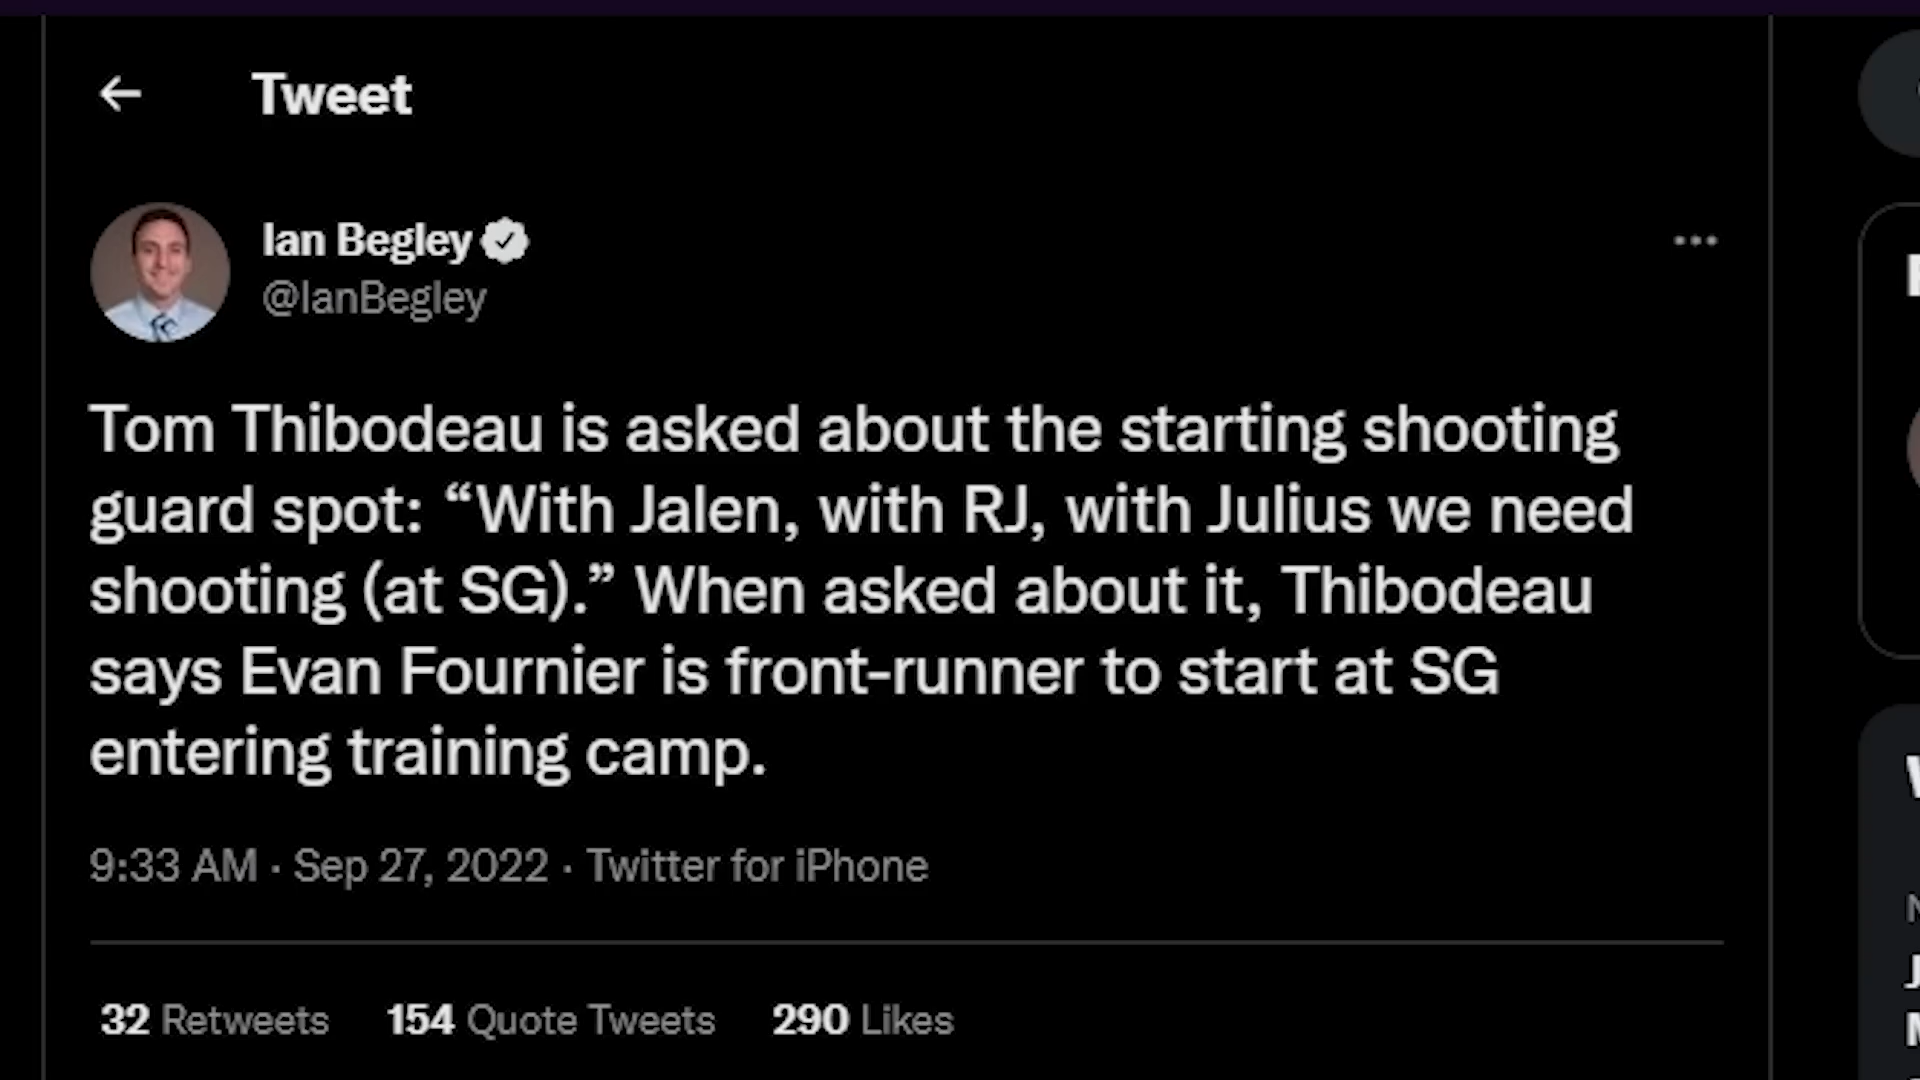 Tweet
Ian Begley
@IanBegley
Tom Thibodeau is asked about the starting shooting
guard spot: “With Jalen, with RJ, with Julius we need
shooting (at SG).” When asked about it, Thibodeau
says Evan Fournier is front-runner to start at SG
entering training camp.
9:33 AM · Sep 27, 2022 · Twitter for iPhone
32 Retweets 154 Quote Tweets 290 Likes